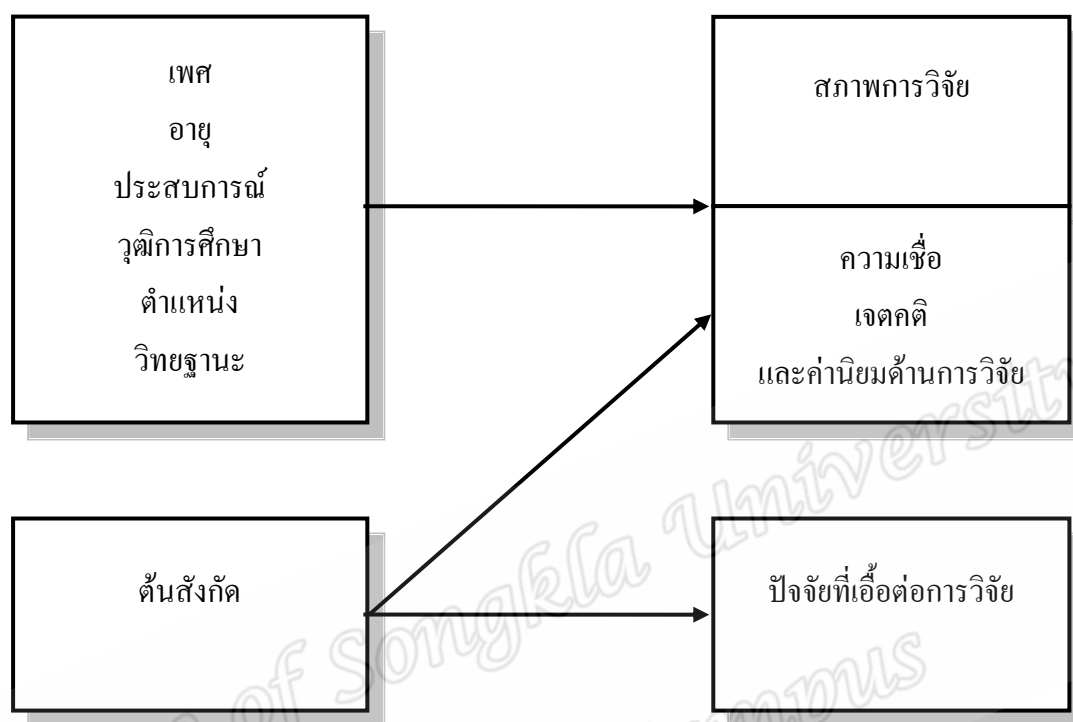 เพศ
อายุ
ประสบการณ์
วุฒิการศึกษา
ตำแหน่ง
วิทยฐานะ
สภาพการวิจัย
ความเชื่อ
เจตคติ
และค่านิยมด้านการวิจัย
ต้นสังกัด
ปัจจัยที่เอื้อต่อการวิจัย
of Songkla University